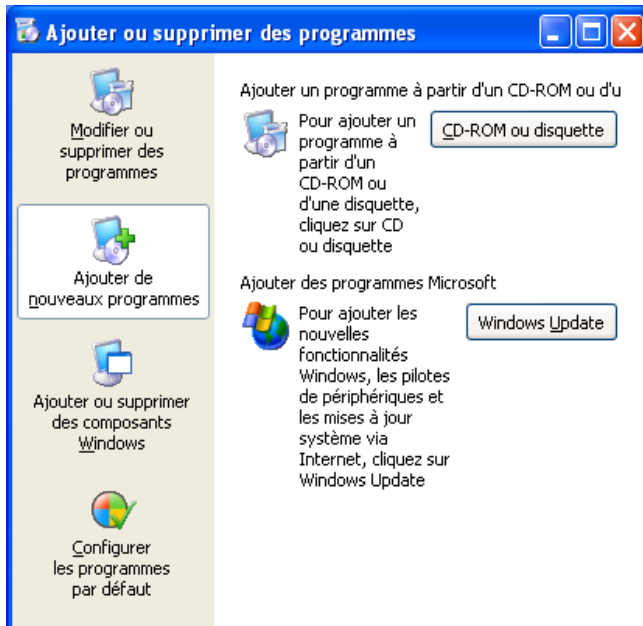 Ajouter ou supprimer des programmes
Modifier ou
supprimer des
programmes
Ajouter de
nouveaux programmes
Ajouter ou supprimer
des composants
Windows
Configurer
les programmes
par défaut
Ajouter un programme à partir d'un CD-ROM ou d'u
Pour ajouter un
programme à
partir d'un
CD-ROM ou
d'une disquette,
cliquez sur CD
ou disquette
CD-ROM ou disquette
Ajouter des programmes Microsoft
Pour ajouter les
nouvelles
fonctionnalités
Windows, les pilotes
de périphériques et
les mises à jour
système via
Internet, cliquez sur
Windows Update
Windows Update